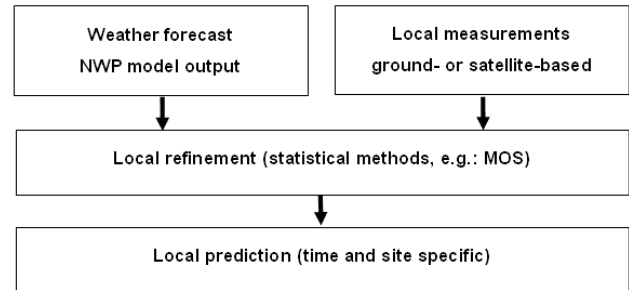 Weather forecast
NWP model output
Local measurements
ground- or satellite-based
Local refinement (statistical methods, e.g.: MOS)
Local prediction (time and site specific)